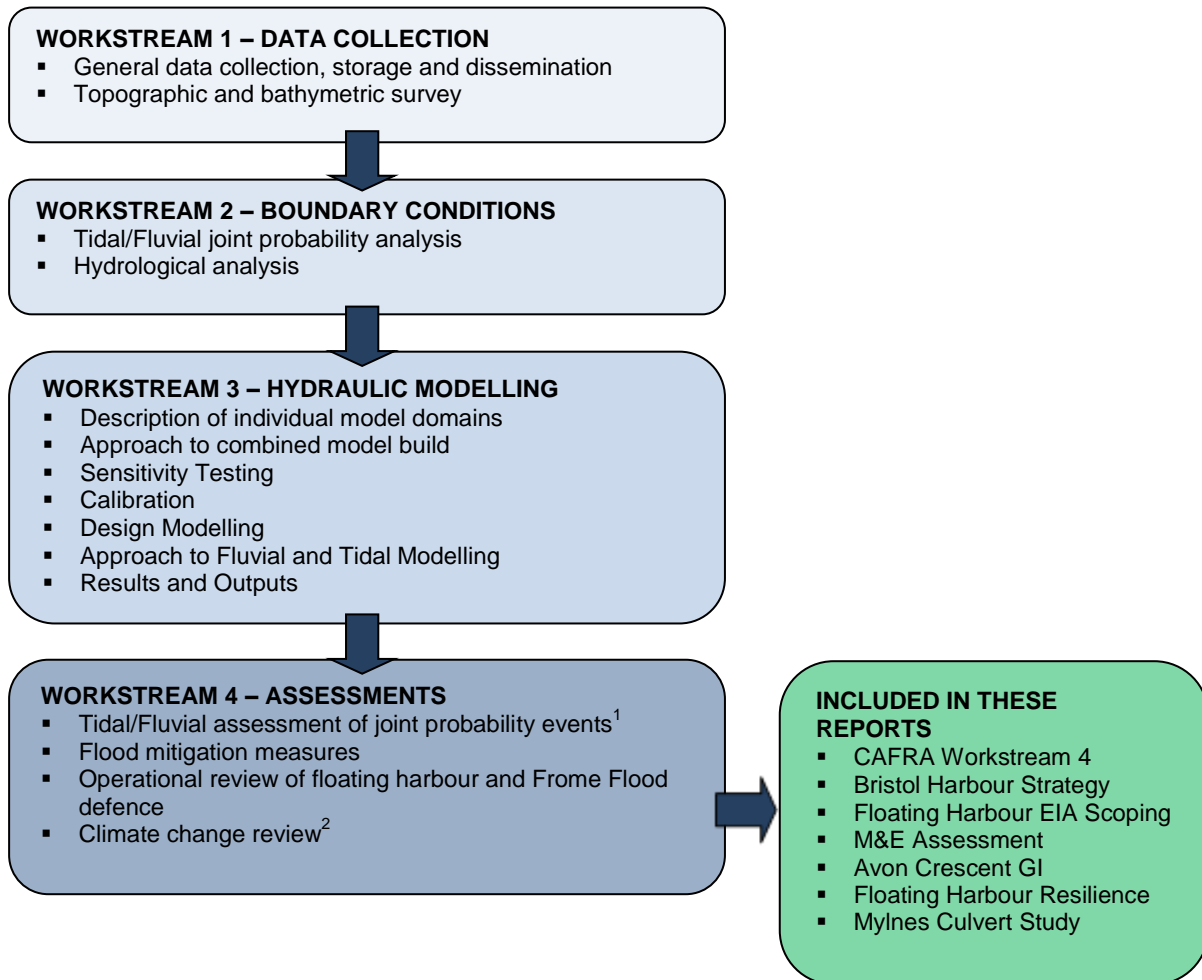 WORKSTREAM 1 – DATA COLLECTION
▪ General data collection, storage and dissemination
▪ Topographic and bathymetric survey
WORKSTREAM 2 – BOUNDARY CONDITIONS
▪ Tidal/Fluvial joint probability analysis
▪ Hydrological analysis
WORKSTREAM 3 – HYDRAULIC MODELLING
▪ Description of individual model domains
▪ Approach to combined model build
▪ Sensitivity Testing
▪ Calibration
▪ Design Modelling
▪ Approach to Fluvial and Tidal Modelling
▪ Results and Outputs
WORKSTREAM 4 – ASSESSMENTS
▪ Tidal/Fluvial assessment of joint probability events¹
▪ Flood mitigation measures
▪ Operational review of floating harbour and Frome Flood
defence
▪ Climate change review²
INCLUDED IN THESE
REPORTS
▪ CAFRA Workstream 4
▪ Bristol Harbour Strategy
▪ Floating Harbour EIA Scoping
▪ M&E Assessment
▪ Avon Crescent GI
▪ Floating Harbour Resilience
▪ Mylnes Culvert Study